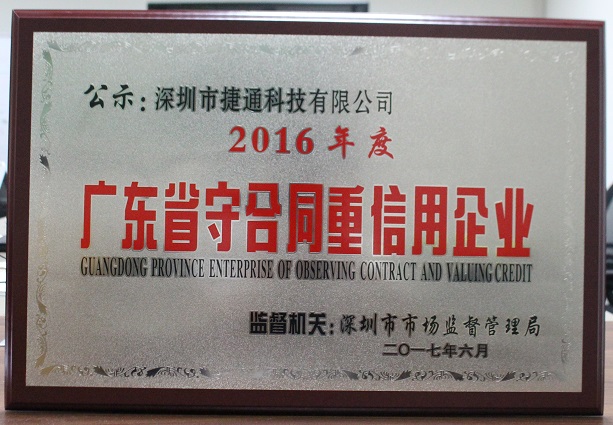 公示：深圳市捷通科技有限公司
2016年度
广东省守合同重信用企业
GUANGDONG PROVINCE ENTERPRISE OF OBSERVING CONTRACT AND VALUING CREDIT
监督机关：深圳市市场监督管理局
二〇一七年六月